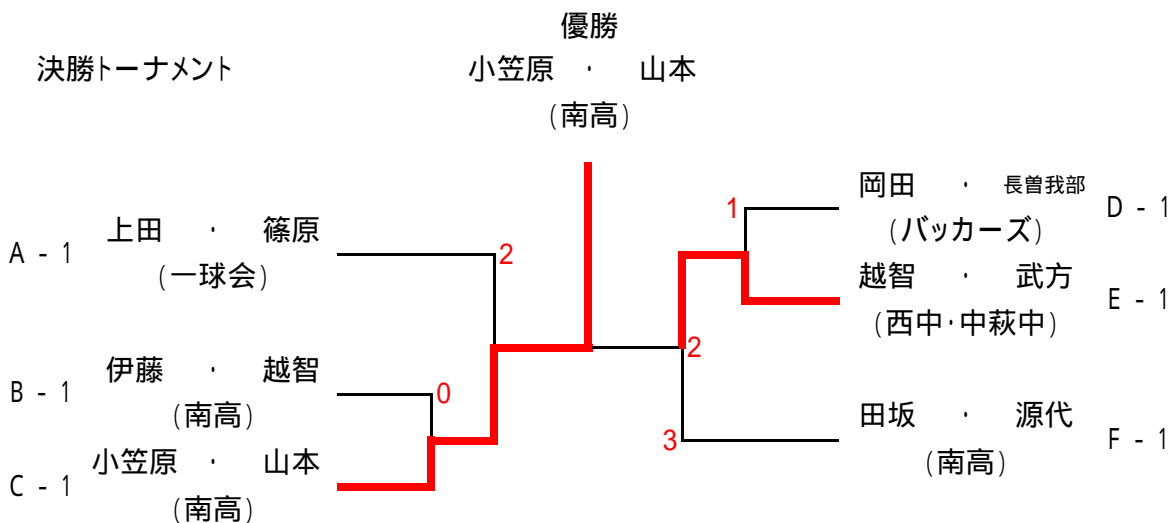 優勝
決勝トーナメント
小笠原 ・ 山本
(南高)
A - 1
上田 ・ 篠原
(一球会)
2
B - 1
伊藤 ・ 越智
(南高)
0
C - 1
小笠原 ・ 山本
(南高)
1
岡田 ・ 長曽我部
(バッカーズ)
D - 1
越智 ・ 武方
(西中・中萩中)
E - 1
2
3
田坂 ・ 源代
(南高)
F - 1